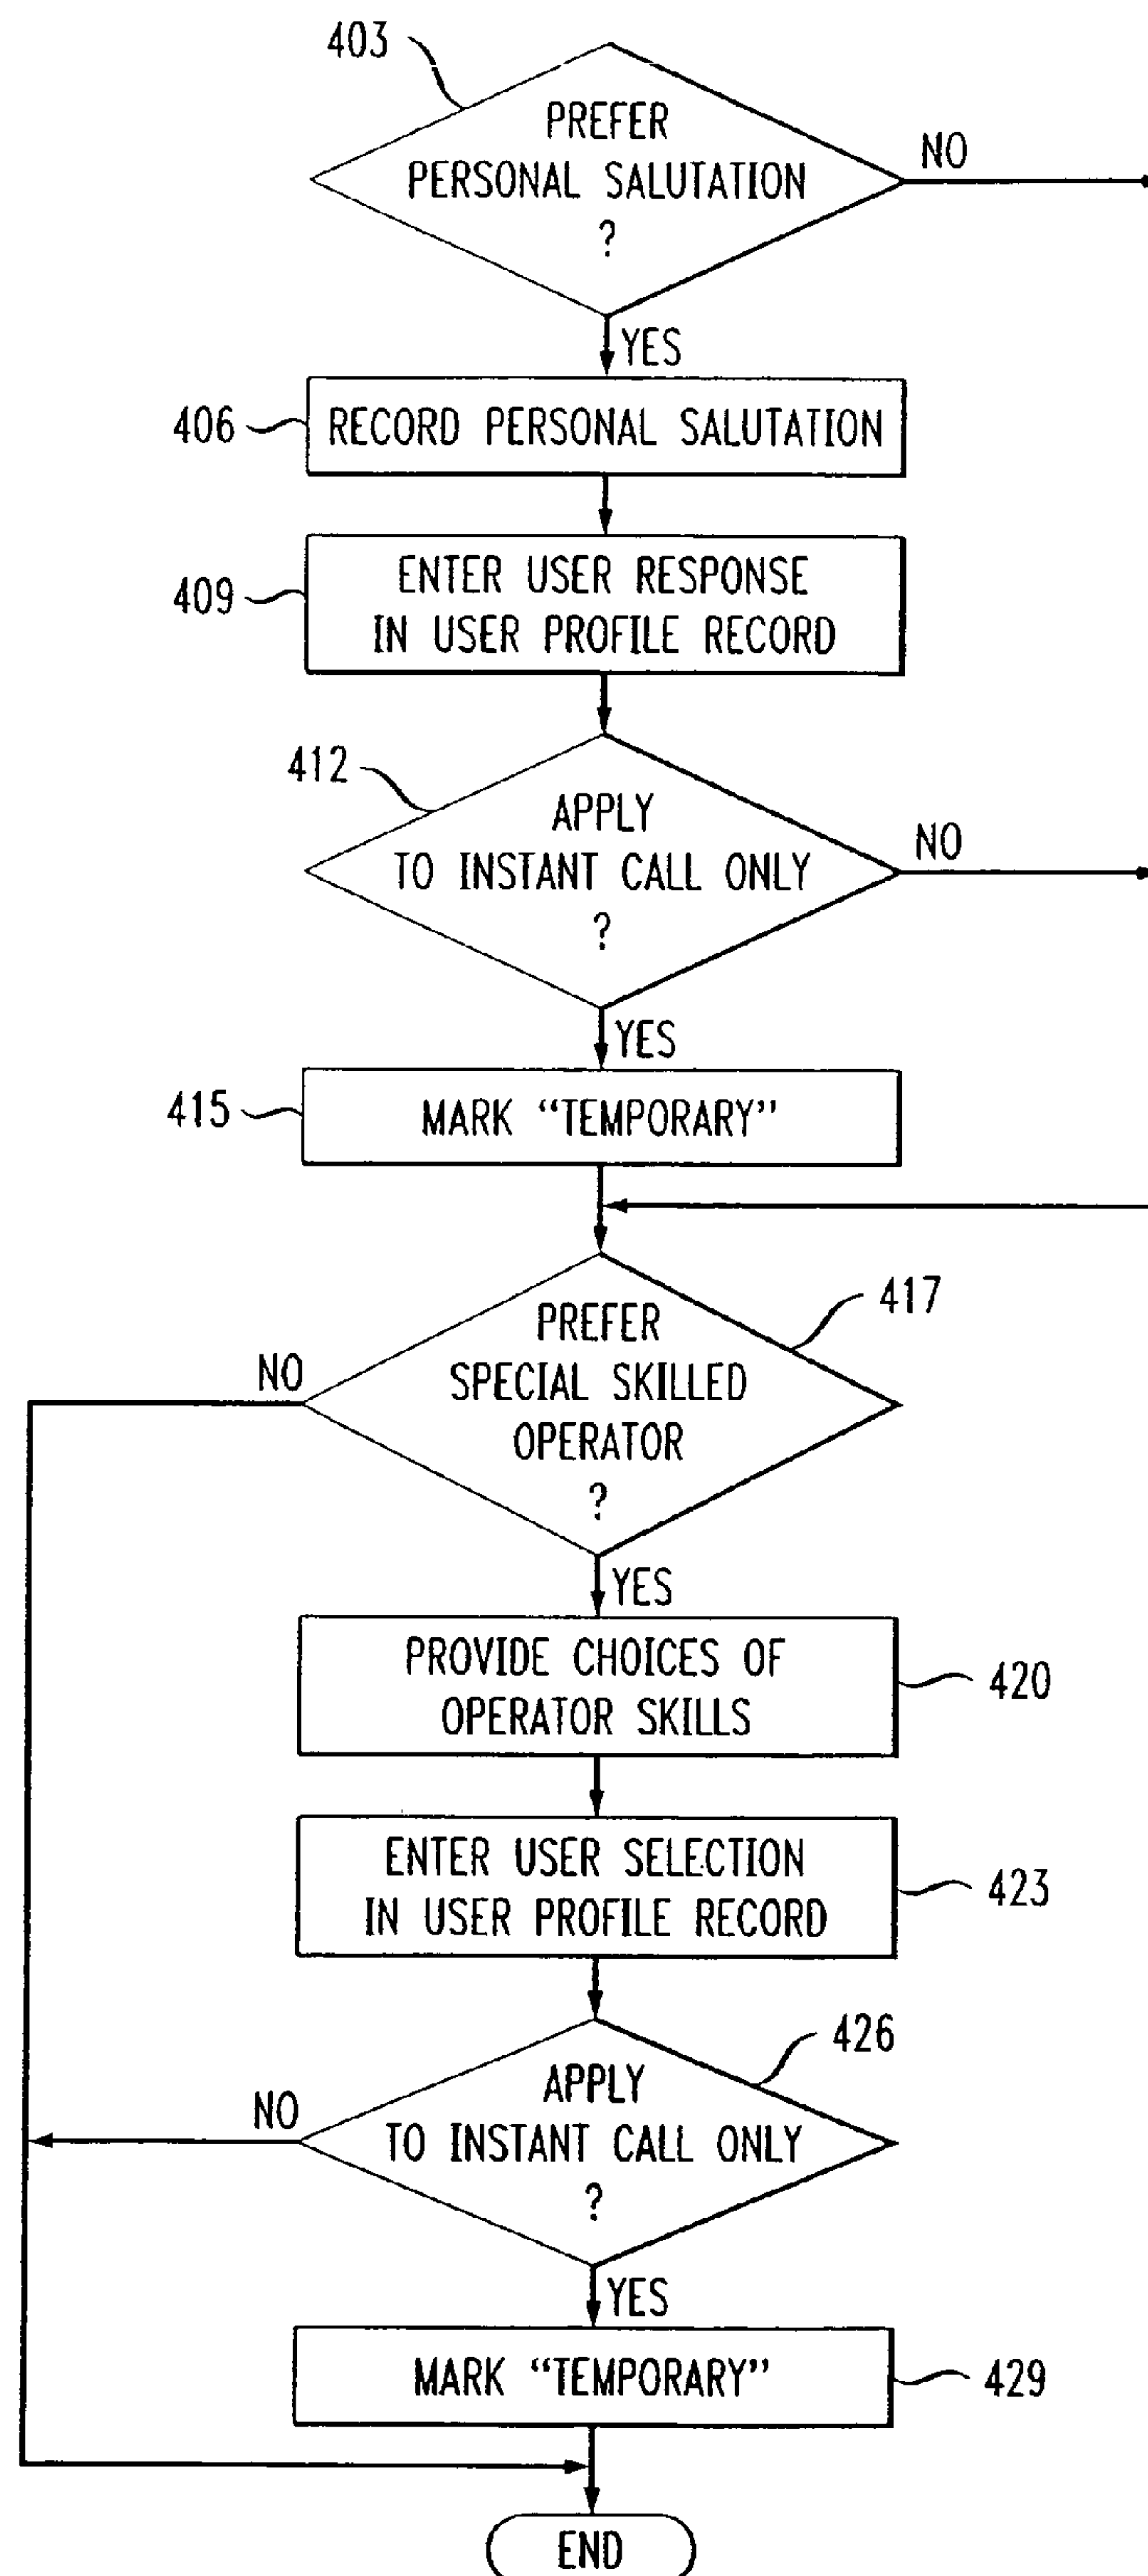 403
PREFER
PERSONAL SALUTATION
?
NO
YES
406
RECORD PERSONAL SALUTATION
409
ENTER USER RESPONSE
IN USER PROFILE RECORD
412
APPLY
TO INSTANT CALL ONLY
?
NO
YES
415
MARK “TEMPORARY”
417
PREFER
SPECIAL SKILLED
OPERATOR
?
NO
YES
PROVIDE CHOICES OF
OPERATOR SKILLS
420
ENTER USER SELECTION
IN USER PROFILE RECORD
423
426
APPLY
TO INSTANT CALL ONLY
?
NO
YES
MARK “TEMPORARY”
429
END